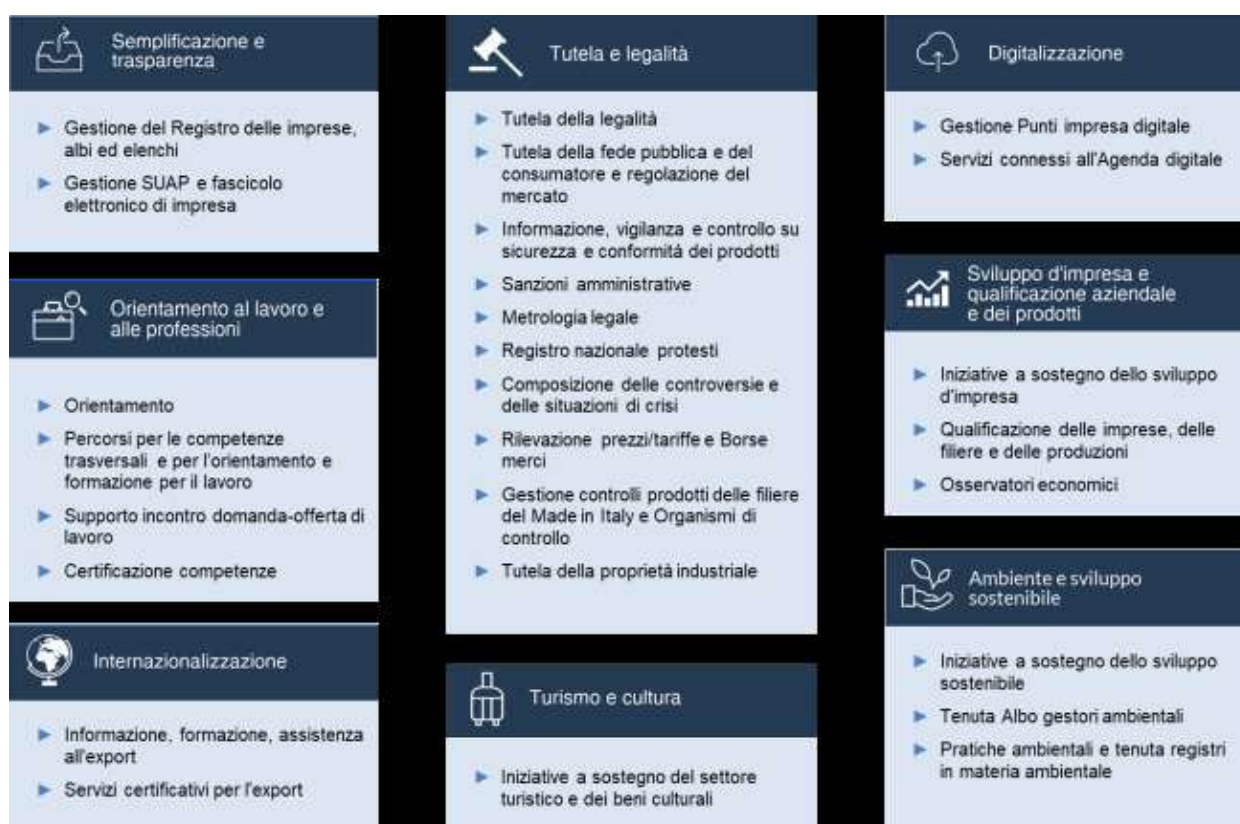 Semplificazione e
trasparenza
Gestione del Registro delle imprese,
albi ed elenchi
Gestione SUAP e fascicolo
elettronico di impresa
Orientamento al lavoro e
alle professioni
Orientamento
Percorsi per le competenze
trasversali e per l'orientamento e
formazione per il lavoro
Supporto incontro domanda-offerta di
lavoro
Certificazione competenze
Internazionalizzazione
Informazione, formazione, assistenza
all'export
Servizi certificativi per l'export
Tutela e legalità
Tutela della legalità
Tutela della fede pubblica e del
consumatore e regolazione del
mercato
Informazione, vigilanza e controllo su
sicurezza e conformità dei prodotti
Sanzioni amministrative
Metrologia legale
Registro nazionale protesti
Composizione delle controversie e
delle situazioni di crisi
Rilevazione prezzi/tariffe e Borse
merci
Gestione controlli prodotti delle filiere
del Made in Italy e Organismi di
controllo
Tutela della proprietà industriale
Turismo e cultura
Iniziative a sostegno del settore
turistico e dei beni culturali
Digitalizzazione
Gestione Punti impresa digitale
Servizi connessi all'Agenda digitale
Sviluppo d'impresa e
qualificazione aziendale
e dei prodotti
Iniziative a sostegno dello sviluppo
d'impresa
Qualificazione delle imprese, delle
filiere e delle produzioni
Osservatori economici
Ambiente e sviluppo
sostenibile
Iniziative a sostegno dello sviluppo
sostenibile
Tenuta Albo gestori ambientali
Pratiche ambientali e tenuta registri
in materia ambientale